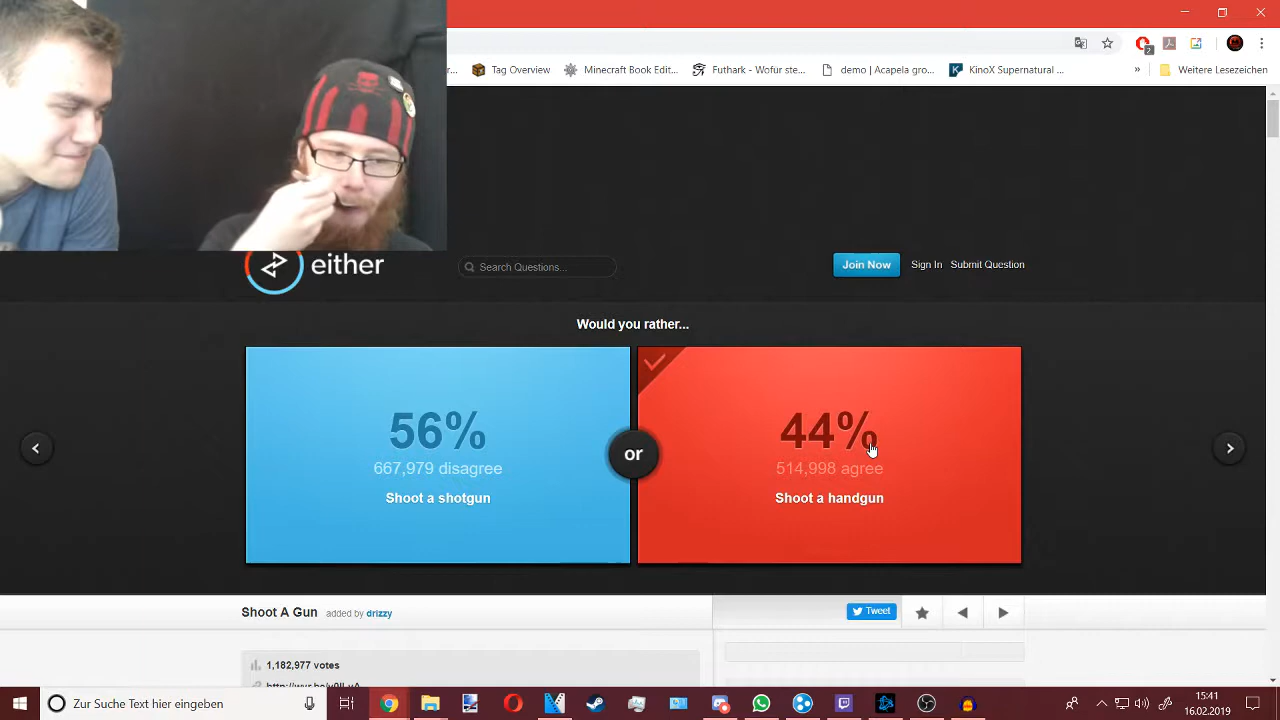 Tag Overview
Minecraft Book Edit...
Futhark - Wofur ste...
demo | Acapela gro...
KinoX Supernatural ...
»
Weitere Lesezeichen
either
Search Questions...
Join Now
Sign In
Submit Question
Would you rather...
56%
667,979 disagree
Shoot a shotgun
or
44%
514,998 agree
Shoot a handgun
Shoot A Gun added by drizzy
Tweet
1,182,977 votes
Zur Suche Text hier eingeben
15:41
16.02.2019